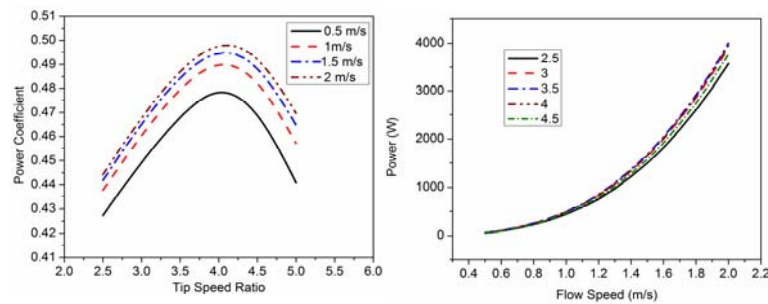 0.51
0.50
0.49
0.48
0.47
0.46
0.45
0.44
0.43
0.42
0.41
Power Coefficient
2.0 2.5 3.0 3.5 4.0 4.5 5.0 5.5 6.0
Tip Speed Ratio
0.5 m/s
1m/s
1.5 m/s
2 m/s
4000
3000
2000
1000
0
Power (W)
0.4 0.6 0.8 1.0 1.2 1.4 1.6 1.8 2.0 2.2
Flow Speed (m/s)
2.5
3
3.5
4
4.5